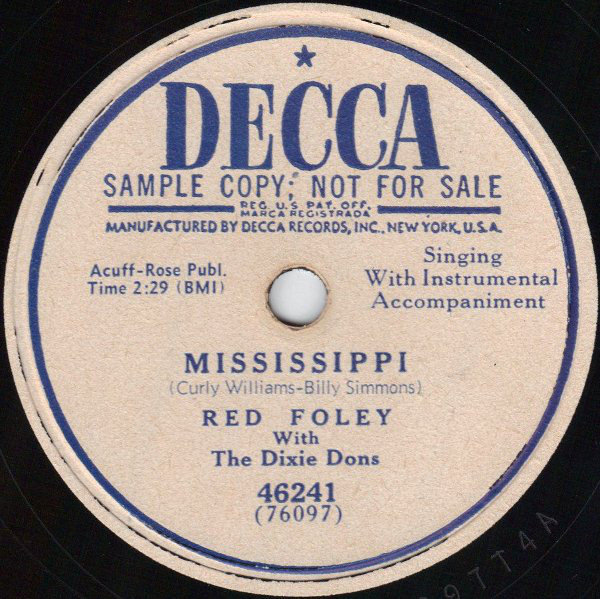 DECCA
SAMPLE COPY; NOT FOR SALE
REG. U.S. PAT. OFF.
MARCA REGISTRADA
MANUFACTURED BY DECCA RECORDS, INC., NEW YORK, U.S.A.
Acuff-Rose Publ.
Time 2:29 (BMI)
Singing
With Instrumental
Accompaniment
MISSISSIPPI
(Curly Williams-Billy Simmons)
RED FOLEY
With
The Dixie Dons
46241
(76097)
97T4A